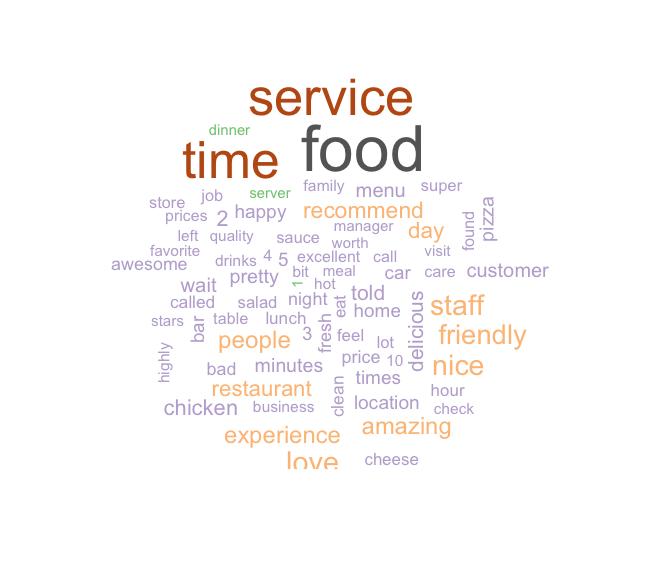 service
dinner
time food
family menu super
store job server
prices 2 happy recommend
left quality sauce manager day found pizza
favorite worth
awesome drinks 4 5 excellent call visit
wait pretty bit meal car care customer
1 hot
called salad night eat told
stars bar table lunch fresh home delicious staff
people 3 feel lot friendly
highly bad minutes price 10 nice
restaurant clean times hour
chicken business location check
experience amazing
love cheese